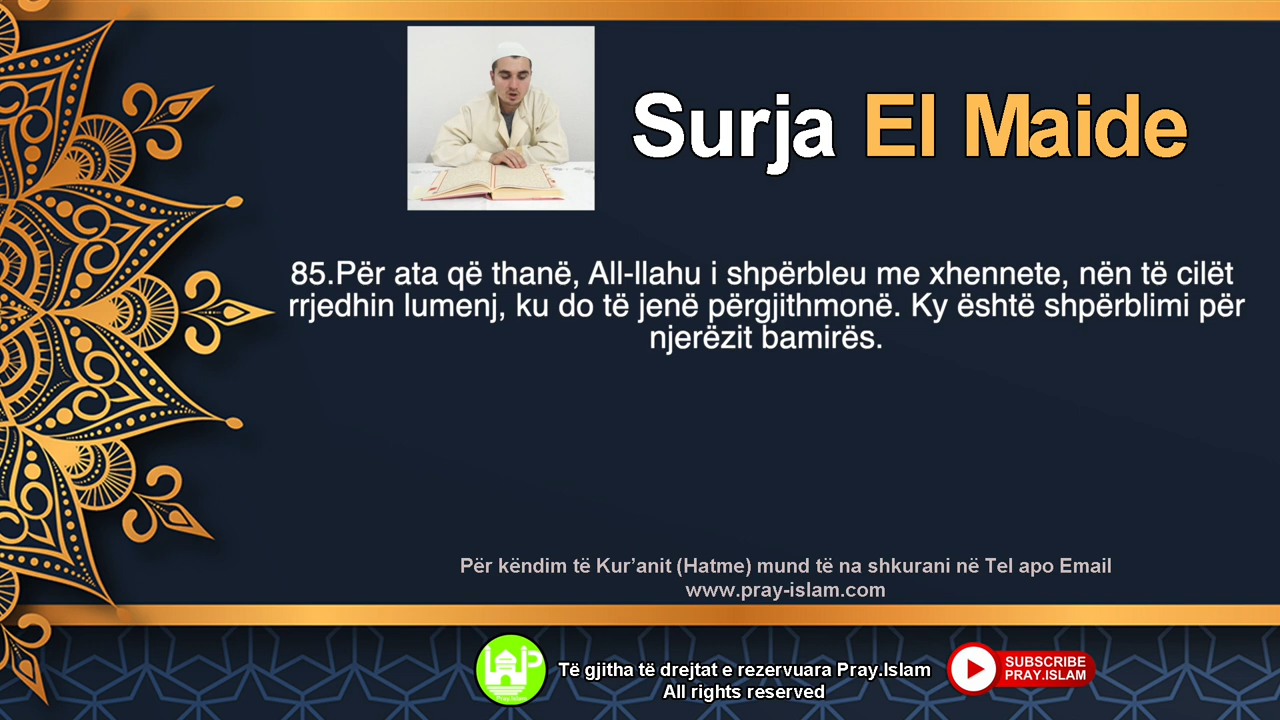 Surja El Maide
85.Për ata që thanë, All-llahu i shpërbleu me xhennete, nën të cilët
rrjedhin lumenj, ku do të jenë përgjithmonë. Ky është shpërblimi për
njerëzit bamirës.
Për këndim të Kur’anit (Hatme) mund të na shkurani në Tel apo Email
www.pray-islam.com
Pray.Islam
Të gjitha të drejtat e rezervuara Pray.Islam
All rights reserved
SUBSCRIBE
PRAY.ISLAM